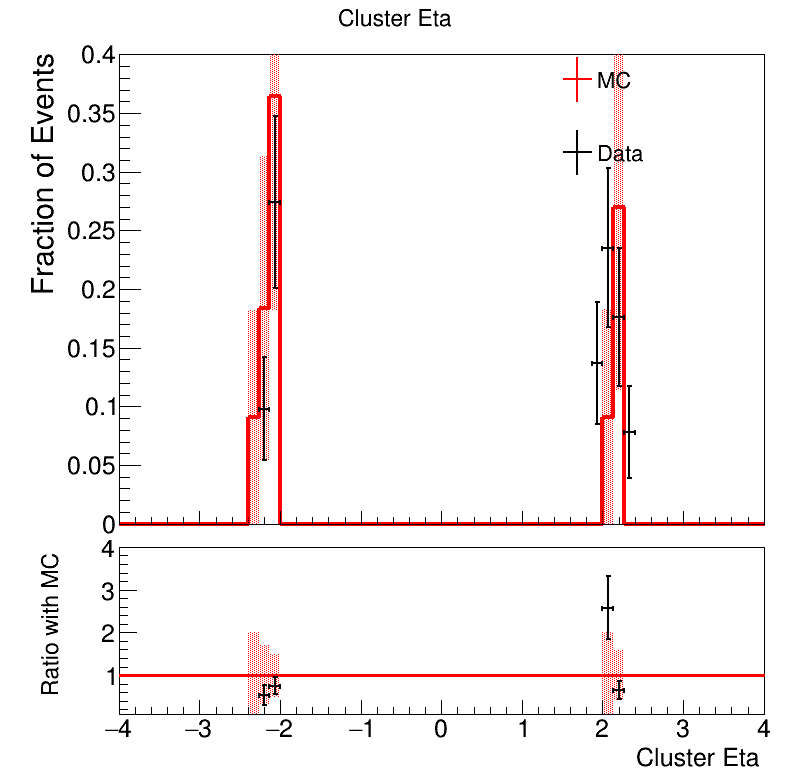 Cluster Eta
Fraction of Events
0.4
0.35
0.3
0.25
0.2
0.15
0.1
0.05
0
MC
Data
Ratio with MC
4
3
2
1
−4 −3 −2 −1 0 1 2 3 4
Cluster Eta